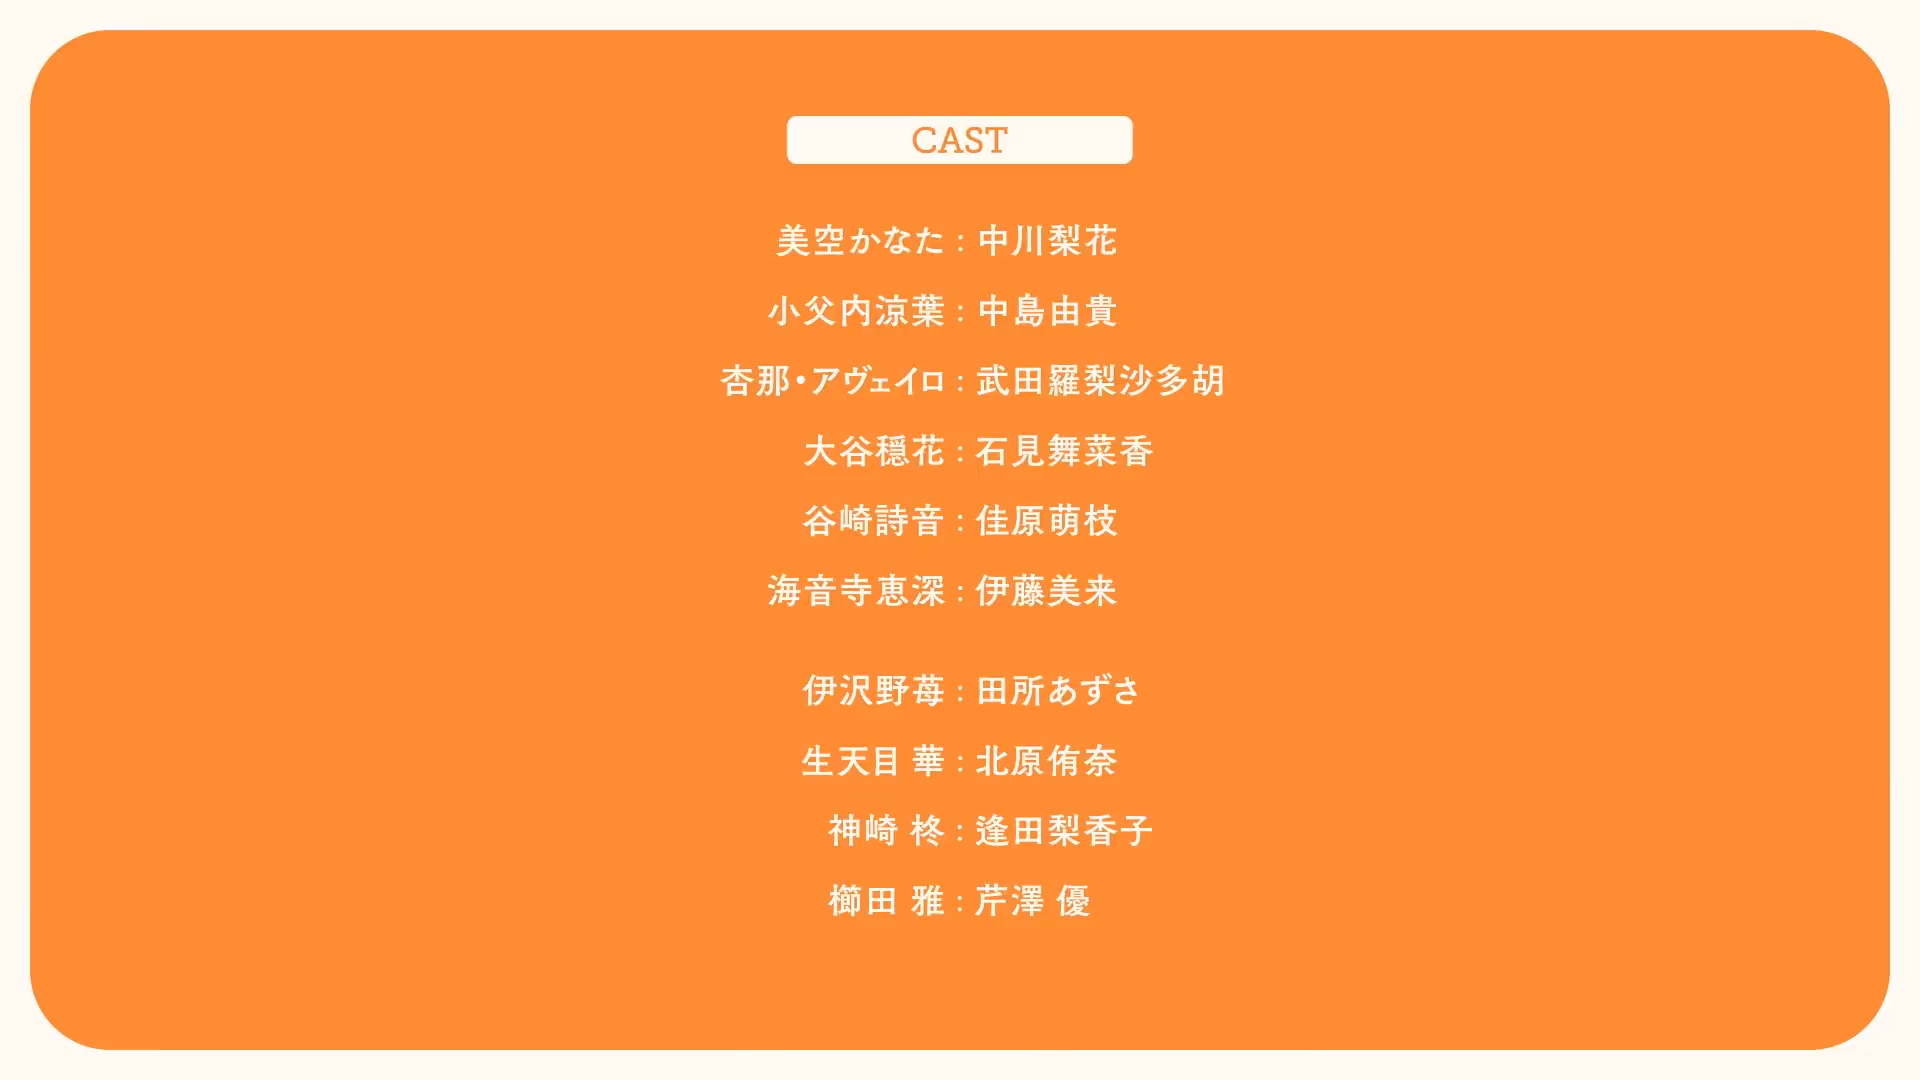 CAST
美空かなた：中川梨花
小父内涼葉：中島由貴
杏那・アヴェイロ：武田羅梨沙多胡
大谷穏花：石見舞菜香
谷崎詩音：佳原萌枝
海音寺恵深：伊藤美来
伊沢野苺：田所あずさ
生天目 華：北原侑奈
神崎 柊：逢田梨香子
櫛田 雅：芹澤 優